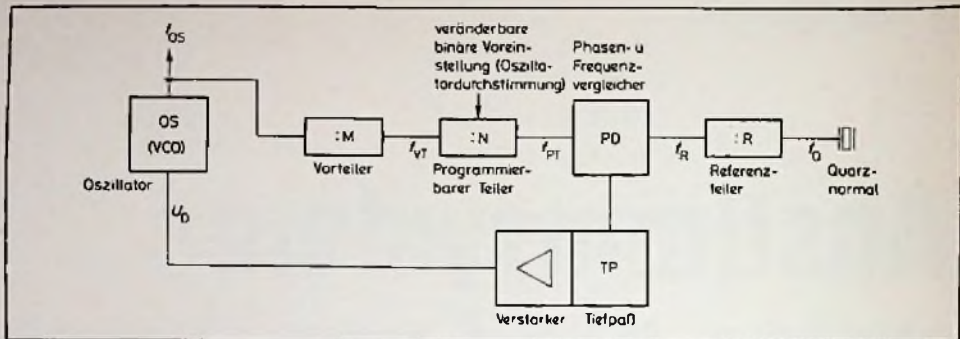 f_OS
veränderbare
binäre Vorein-
stellung (Oszilla-
tordurchstimmung)
Phasen- u
Frequenz-
vergleicher
OS
(VCO)
Oszillator
:M
Vorteiler
f_VT
:N
Programmier-
barer Teiler
f_PT
PD
f_R
:R
Referenz-
teiler
f_Q
Quarz-
normal
U_D
TP
Verstärker
Tiefpaß